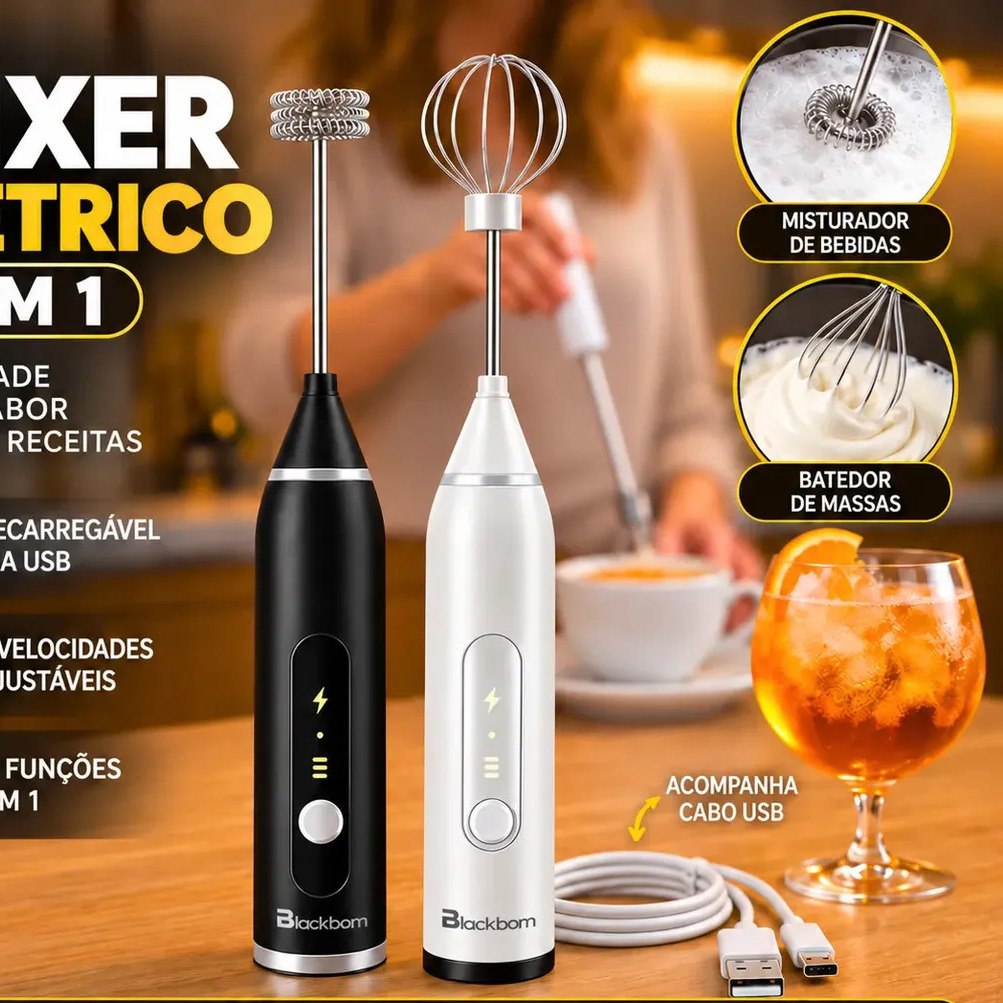 XER
ETRICO
M 1
ADE
ABOR
RECEITAS
ECARREGÁVEL
A USB
VELOCIDADES
JUSTÁVEIS
FUNÇÕES
M 1
MISTURADOR
DE BEBIDAS
BATEDOR
DE MASSAS
ACOMPANHA
CABO USB
Blackbom
Blackbom